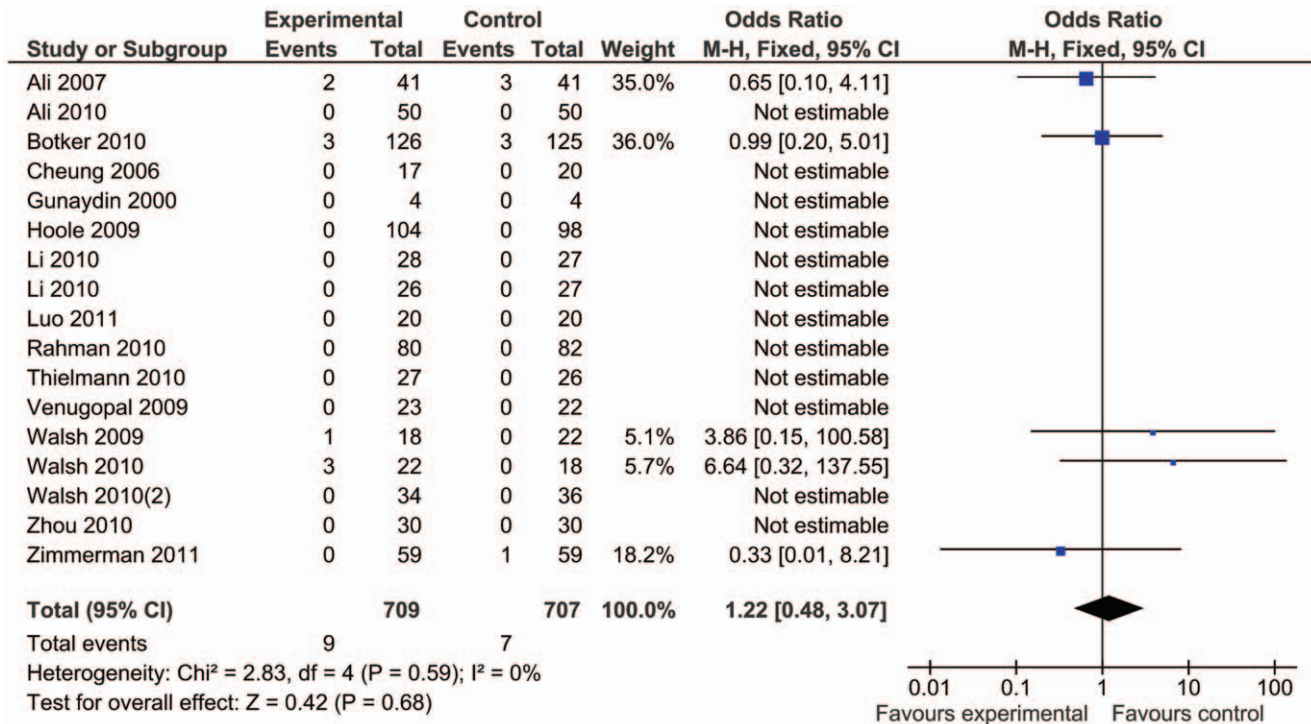 Experimental Control Odds Ratio Odds Ratio
Study or Subgroup Events Total Events Total Weight M-H, Fixed, 95% CI M-H, Fixed, 95% CI
Ali 2007 2 41 3 41 35.0% 0.65 [0.10, 4.11]
Ali 2010 0 50 0 50 Not estimable
Botker 2010 3 126 3 125 36.0% 0.99 [0.20, 5.01]
Cheung 2006 0 17 0 20 Not estimable
Gunaydin 2000 0 4 0 4 Not estimable
Hoole 2009 0 104 0 98 Not estimable
Li 2010 0 28 0 27 Not estimable
Li 2010 0 26 0 27 Not estimable
Luo 2011 0 20 0 20 Not estimable
Rahman 2010 0 80 0 82 Not estimable
Thielmann 2010 0 27 0 26 Not estimable
Venugopal 2009 0 23 0 22 Not estimable
Walsh 2009 1 18 0 22 5.1% 3.86 [0.15, 100.58]
Walsh 2010 3 22 0 18 5.7% 6.64 [0.32, 137.55]
Walsh 2010(2) 0 34 0 36 Not estimable
Zhou 2010 0 30 0 30 Not estimable
Zimmerman 2011 0 59 1 59 18.2% 0.33 [0.01, 8.21]
Total (95% CI) 709 707 100.0% 1.22 [0.48, 3.07]
Total events 9 7
Heterogeneity: Chi² = 2.83, df = 4 (P = 0.59); I² = 0%
Test for overall effect: Z = 0.42 (P = 0.68)
0.01 0.1 1 10 100
Favours experimental Favours control